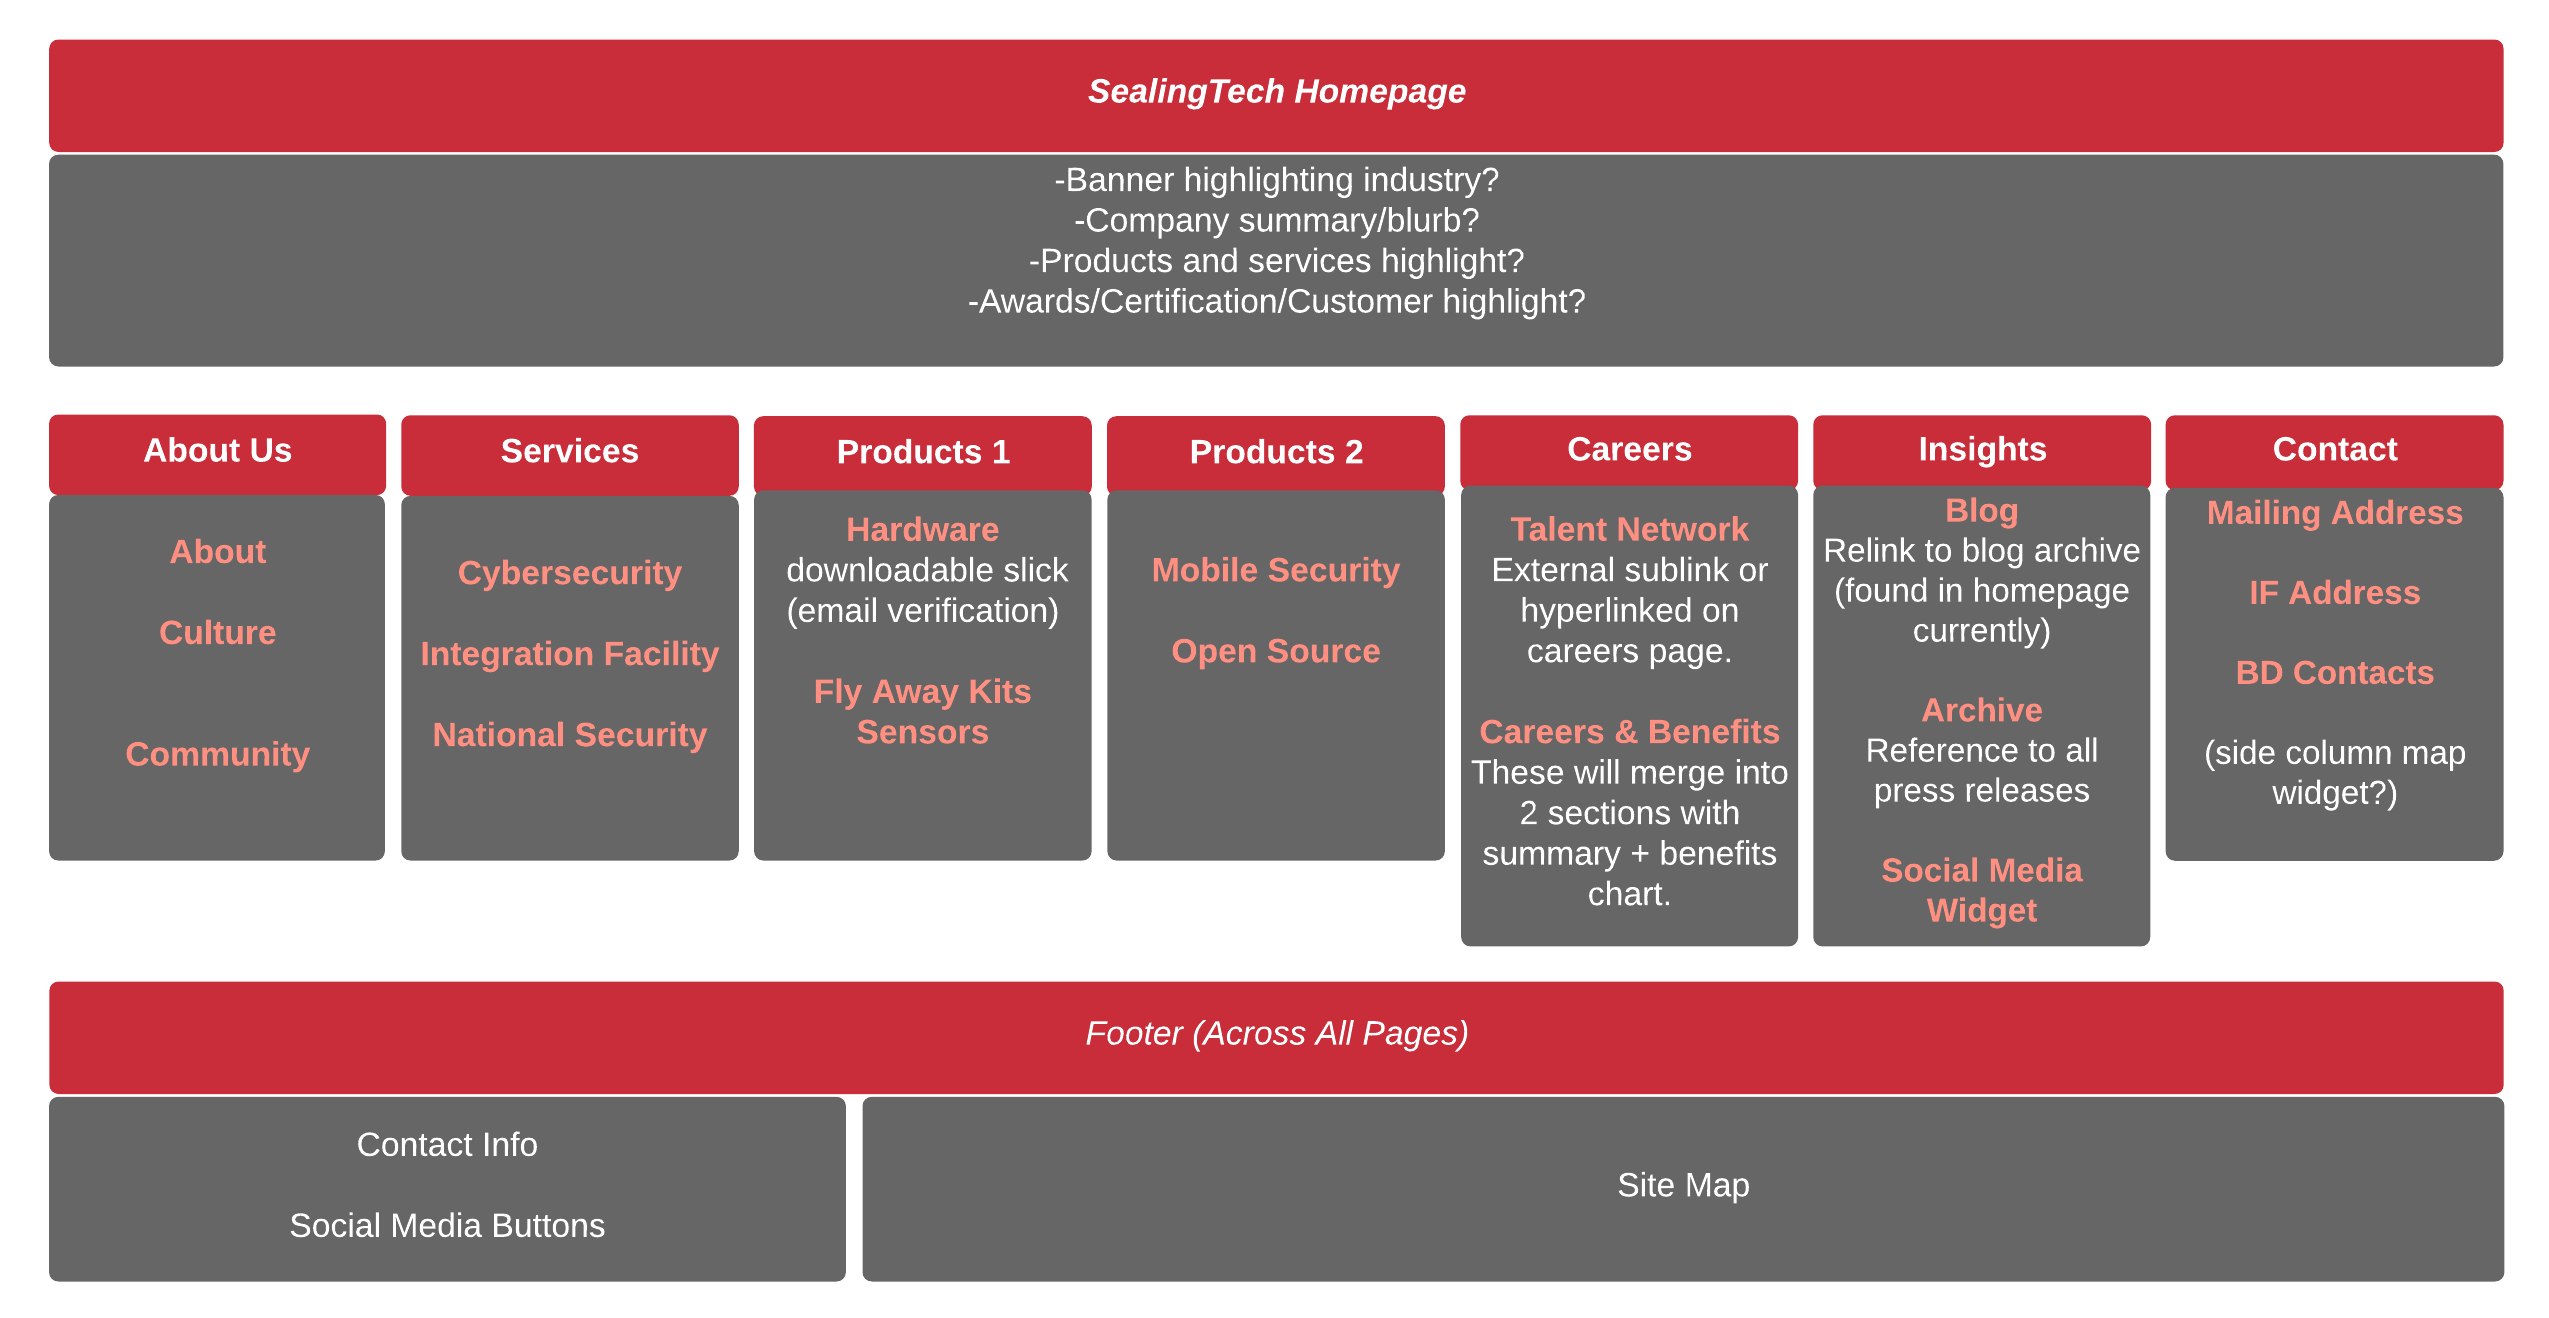 SealingTech Homepage
-Banner highlighting industry?
-Company summary/blurb?
-Products and services highlight?
-Awards/Certification/Customer highlight?
About Us
About
Culture
Community
Services
Cybersecurity
Integration Facility
National Security
Products 1
Hardware
downloadable slick
(email verification)
Fly Away Kits
Sensors
Products 2
Mobile Security
Open Source
Careers
Talent Network
External sublink or
hyperlinked on
careers page.
Careers & Benefits
These will merge into
2 sections with
summary + benefits
chart.
Insights
Blog
Relink to blog archive
(found in homepage
currently)
Archive
Reference to all
press releases
Social Media
Widget
Contact
Mailing Address
IF Address
BD Contacts
(side column map
widget?)
Footer (Across All Pages)
Contact Info
Social Media Buttons
Site Map